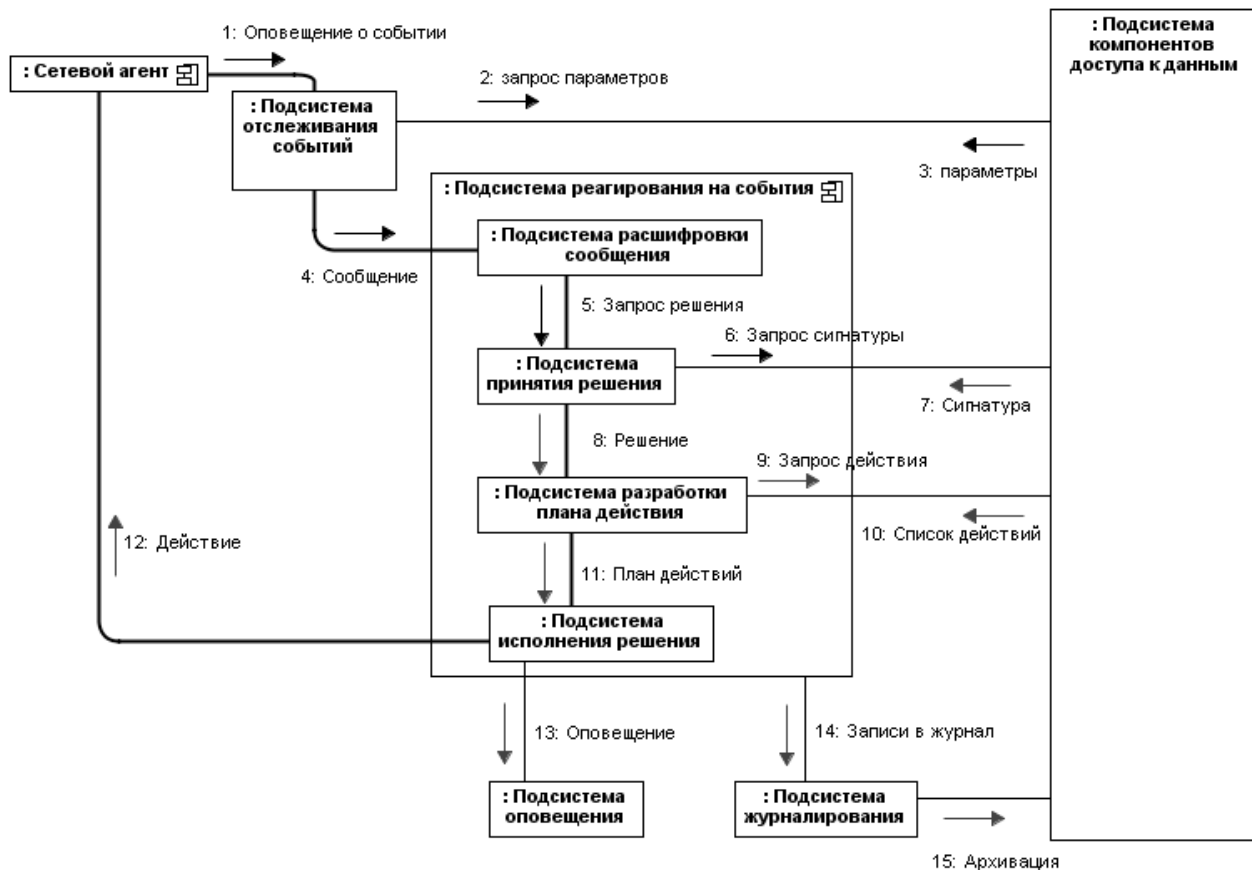 1: Оповещение о событии
: Сетевой агент
: Подсистема
компонентов
доступа к данным
2: запрос параметров
: Подсистема
отслеживания
событий
3: параметры
: Подсистема реагирования на события
: Подсистема расшифровки
сообщения
4: Сообщение
5: Запрос решения
6: Запрос сигнатуры
: Подсистема
принятия решения
7: Сигнатура
8: Решение
9: Запрос действия
: Подсистема разработки
плана действия
10: Список действий
12: Действие
11: План действий
: Подсистема
исполнения решения
13: Оповещение
14: Записи в журнал
: Подсистема
оповещения
: Подсистема
журналирования
15: Архивация